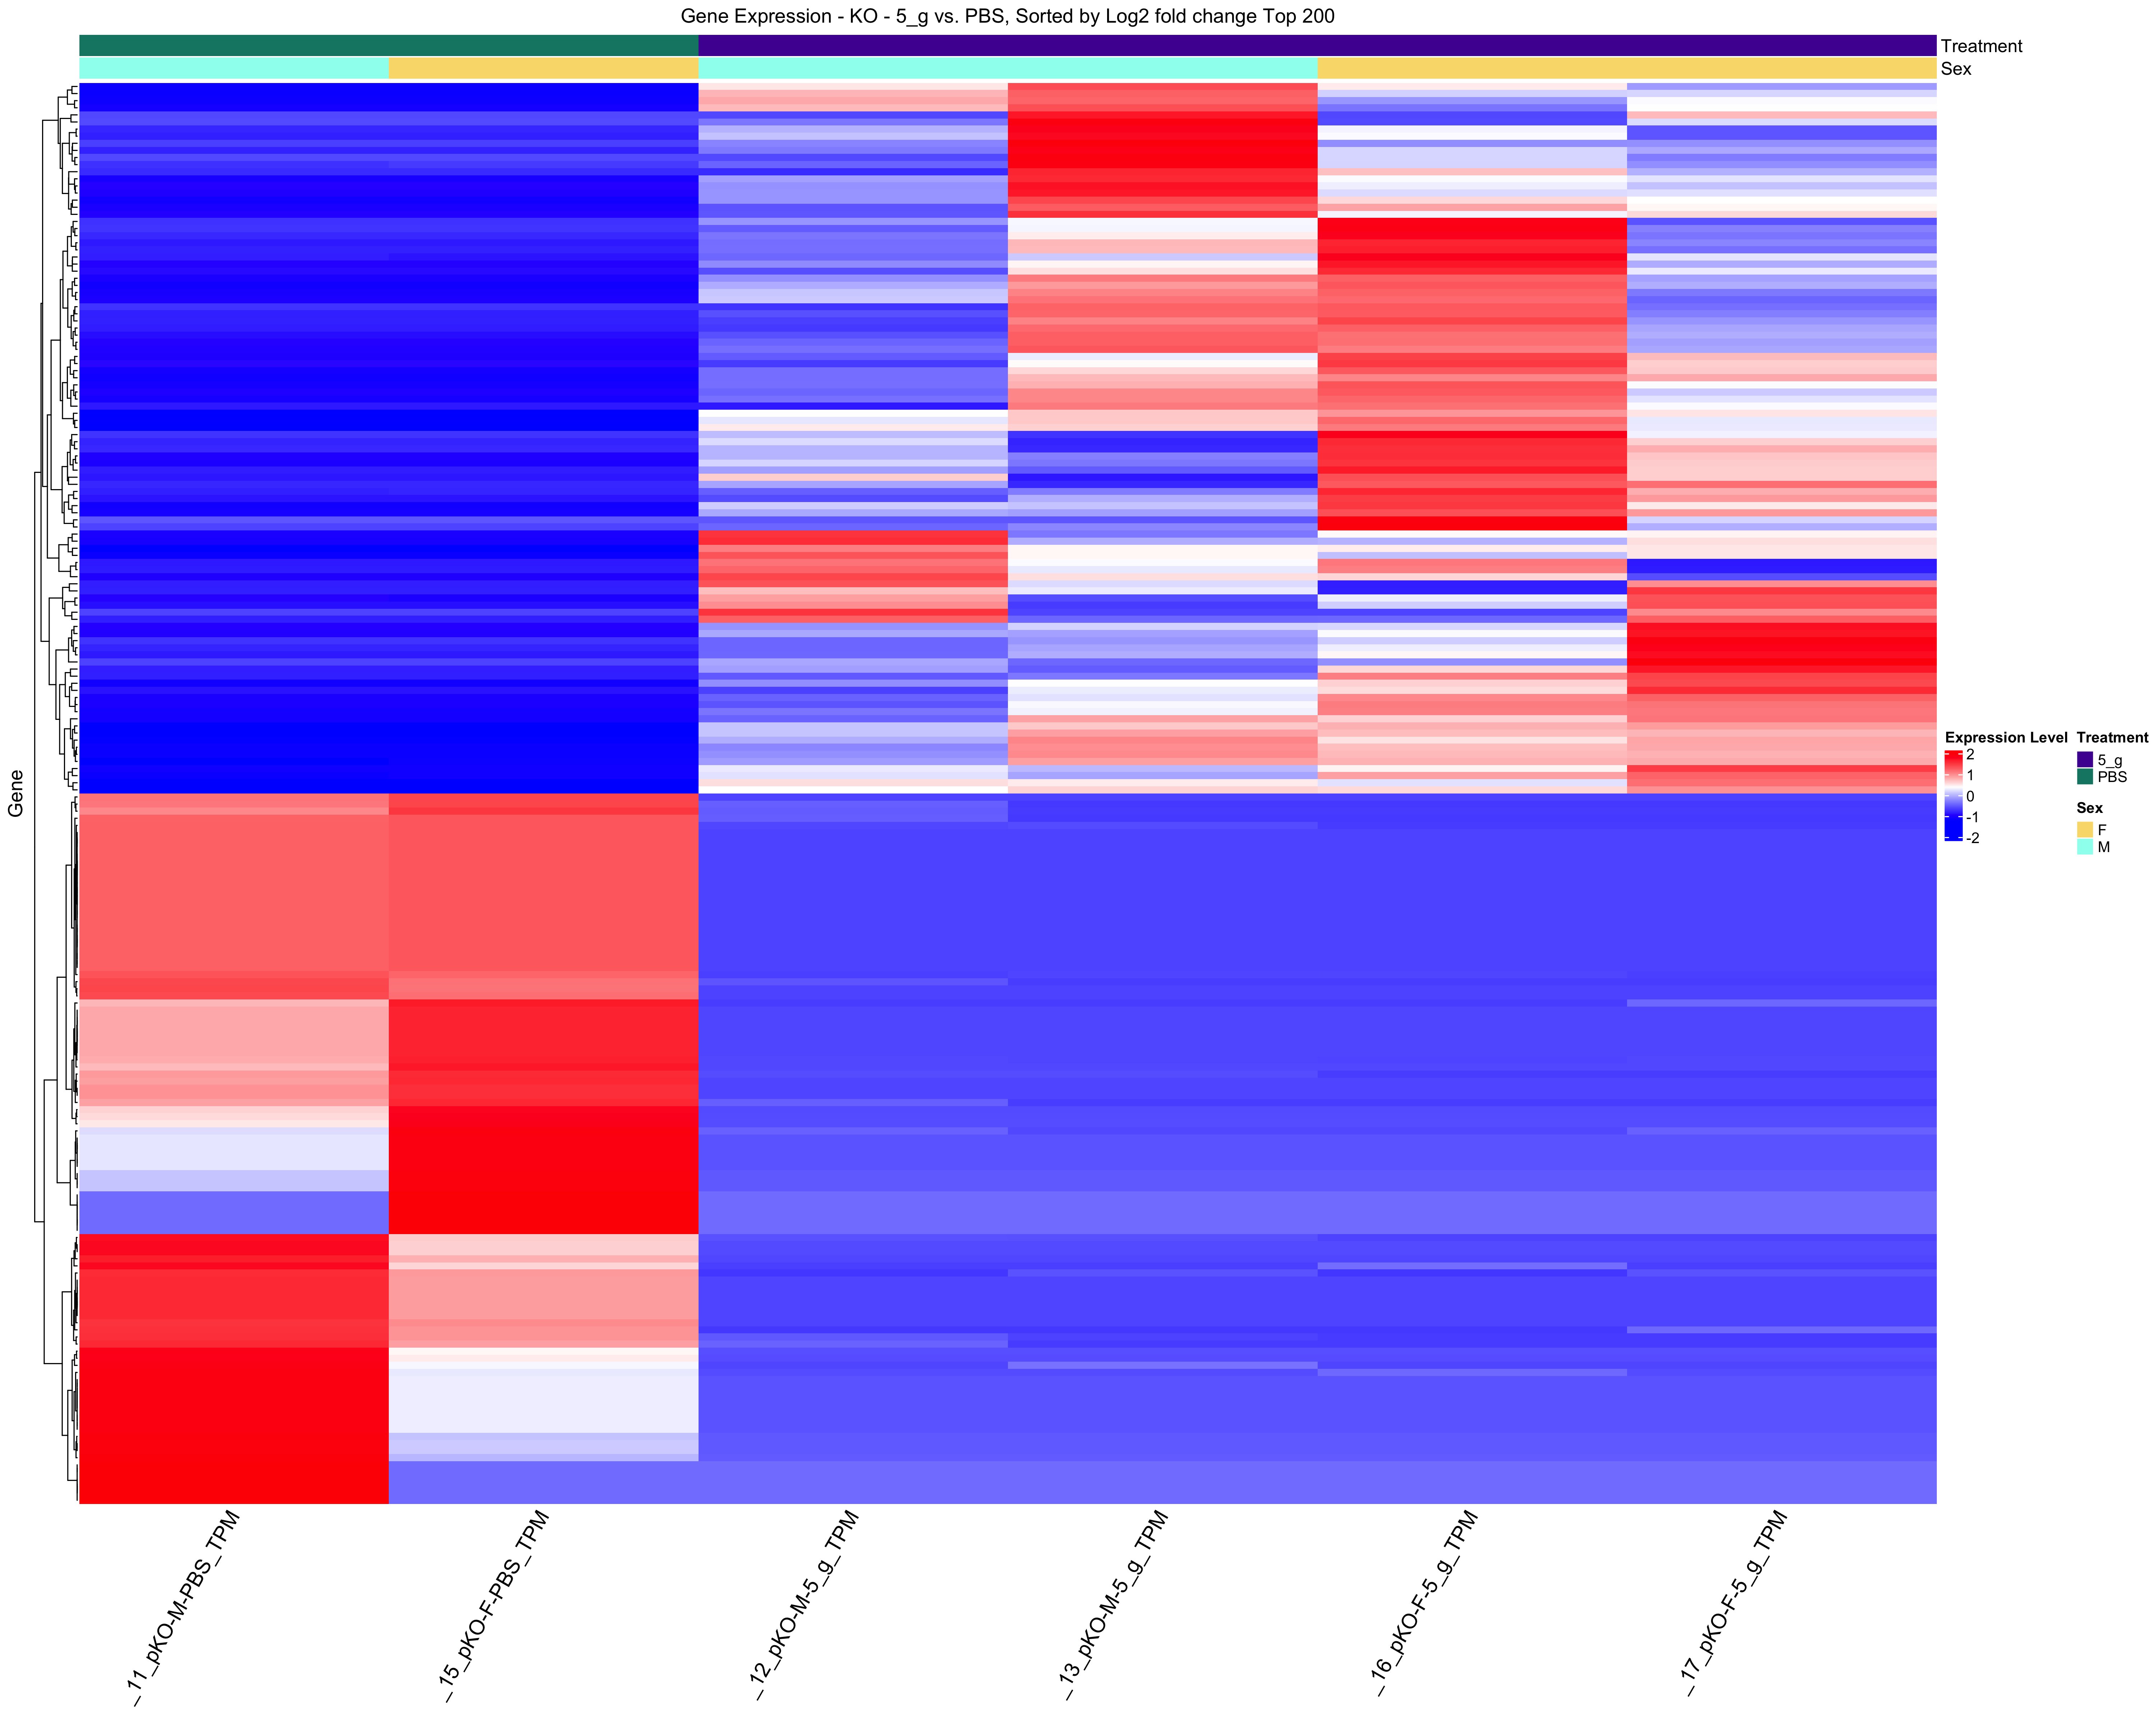 Gene Expression - KO - 5_g vs. PBS, Sorted by Log2 fold change Top 200
Treatment
Sex
Gene
Expression Level
2
1
0
-1
-2
Treatment
5_g
PBS
Sex
F
M
_11_pKO-M-PBS_TPM
_15_pKO-F-PBS_TPM
_12_pKO-M-5_g_TPM
_13_pKO-M-5_g_TPM
_16_pKO-F-5_g_TPM
_17_pKO-F-5_g_TPM